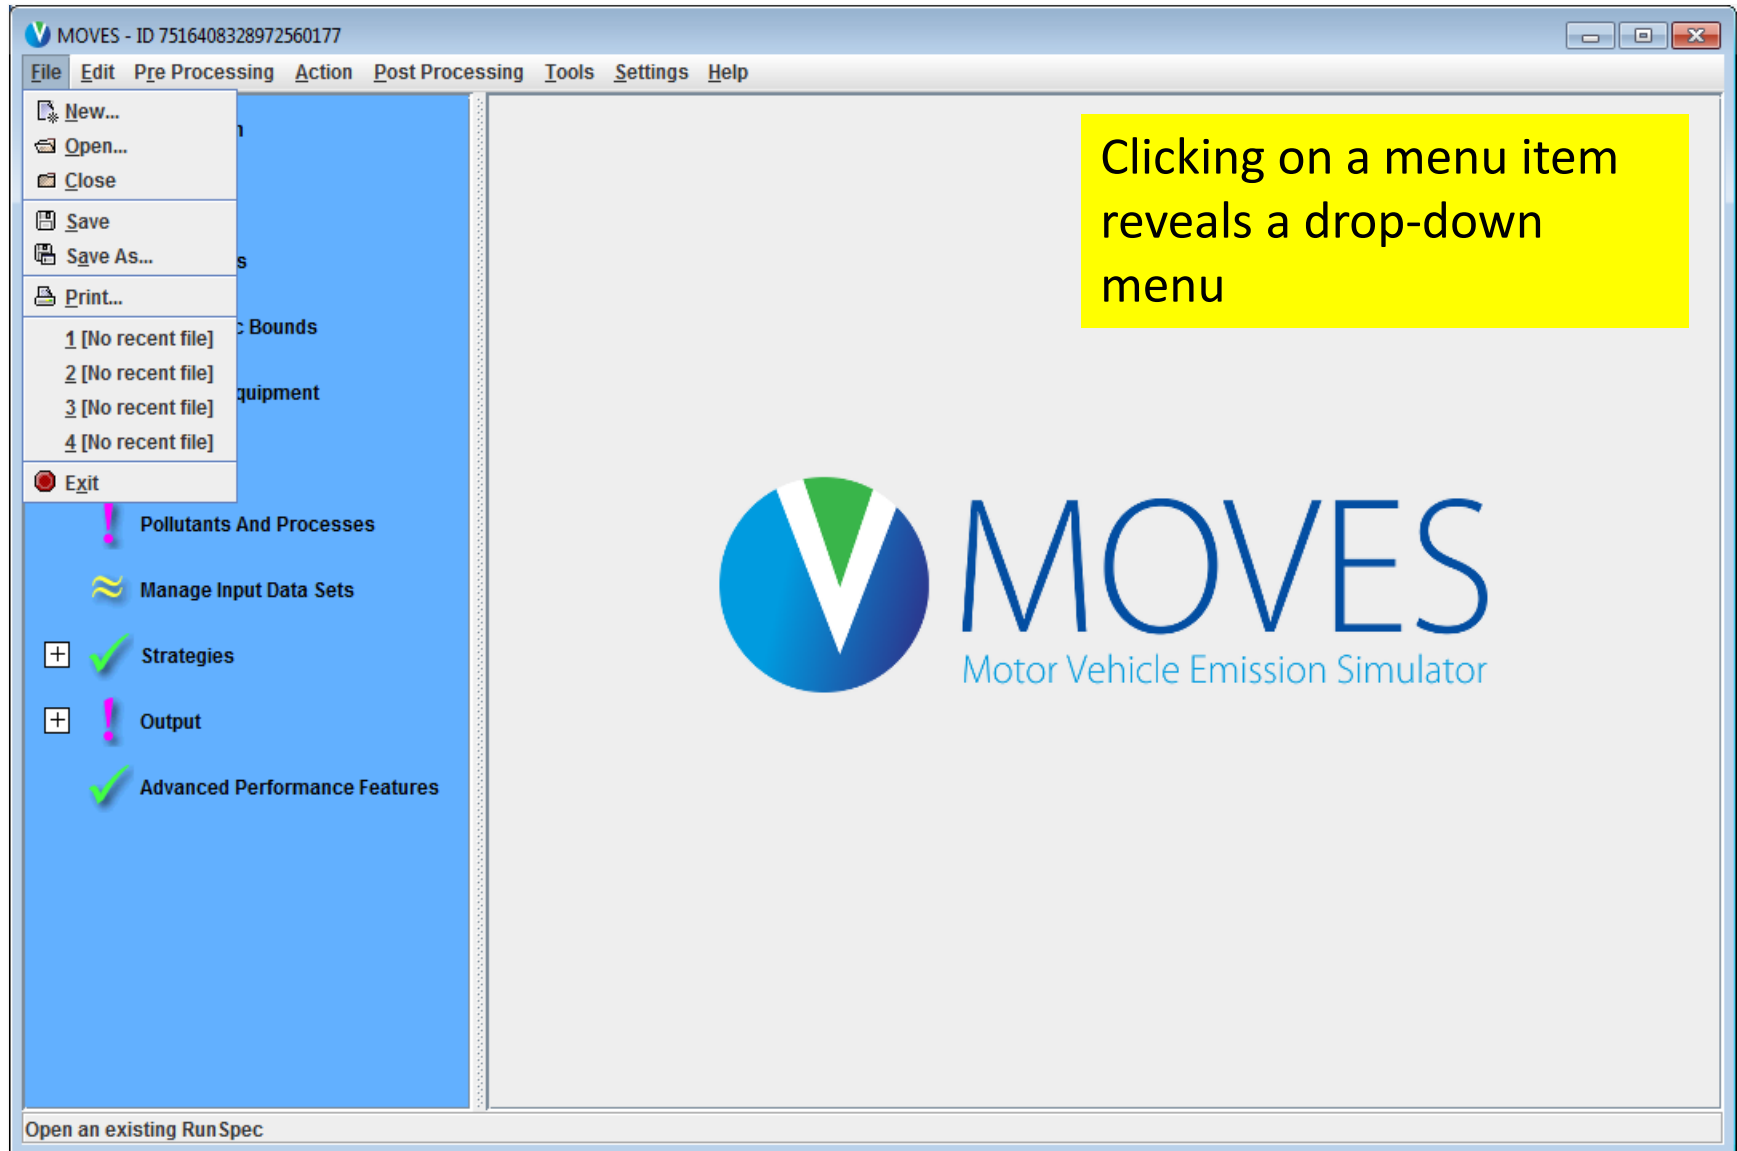 MOVES - ID 7516408328972560177
File Edit Pre Processing Action Post Processing Tools Settings Help
New...
Open...
Close
Save
Save As...
Print...
1 [No recent file]
2 [No recent file]
3 [No recent file]
4 [No recent file]
Exit
Bounds
Pollutants And Processes
Manage Input Data Sets
Strategies
Output
Advanced Performance Features
Clicking on a menu item
reveals a drop-down
menu
MOVES
Motor Vehicle Emission Simulator
Open an existing RunSpec